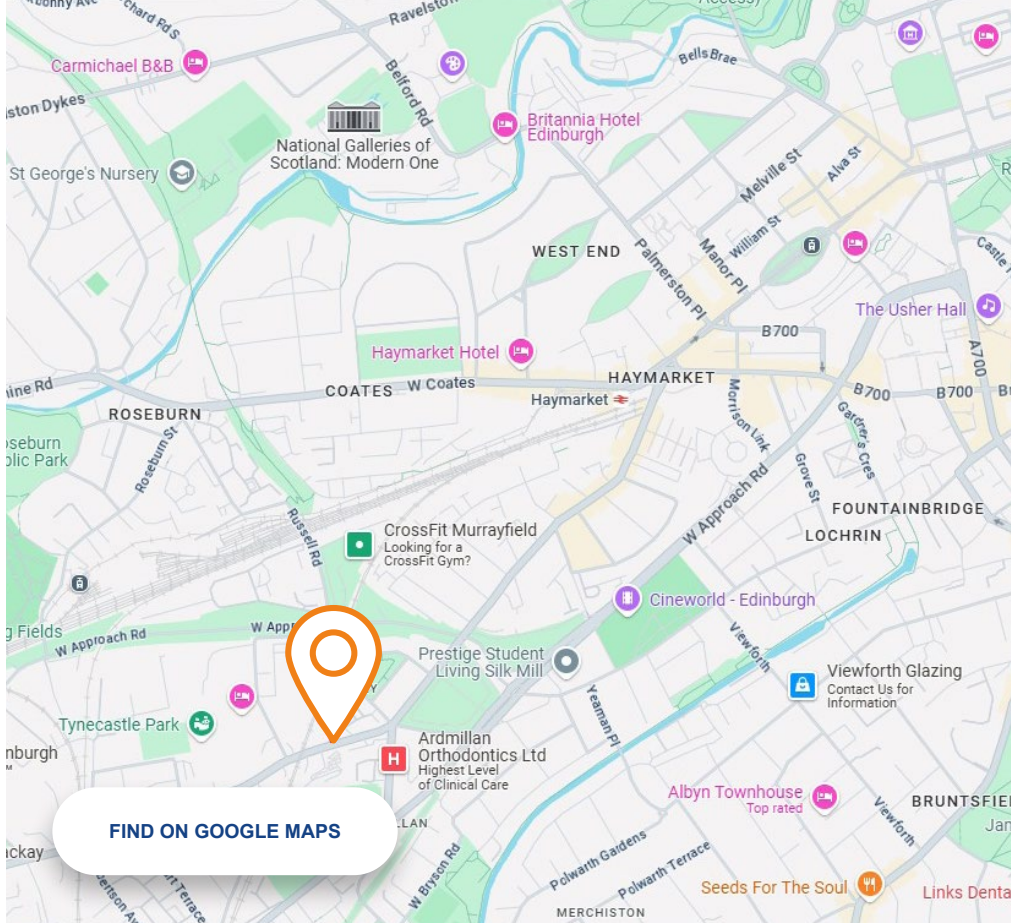 Ravelston
Carmichael B&B
ston Dykes
Belford Rd
Bells Brae
Britannia Hotel
Edinburgh
National Galleries of
Scotland: Modern One
St George's Nursery
Melville St
Alva St
William St
WEST END
Palmerston Pl
Manor Pl
Castle
The Usher Hall
B700
A700
Haymarket Hotel
HAYMARKET
COATES
W Coates
Haymarket
ine Rd
ROSEBURN
B700
B700
Morrison Link
Gardner's Cres
oseburn
blic Park
Roseburn St
Grove St
W Approach Rd
FOUNTAINBRIDGE
LOCHRIN
Russell Rd
CrossFit Murrayfield
Looking for a
CrossFit Gym?
Cineworld - Edinburgh
g Fields
W Approach Rd
W App
Viewforth
Prestige Student
Living Silk Mill
Viewforth Glazing
Contact Us for
Information
Yeaman Pl
Tynecastle Park
nburgh
Ardmillan
Orthodontics Ltd
Highest Level
of Clinical Care
H
Albyn Townhouse
Top rated
Viewforth
BRUNTSFIE
Jan
FIND ON GOOGLE MAPS
LLAN
ckay
W Bryson Rd
Polwarth Gardens
Polwarth Terrace
Seeds For The Soul
Links Denta
MERCHISTON